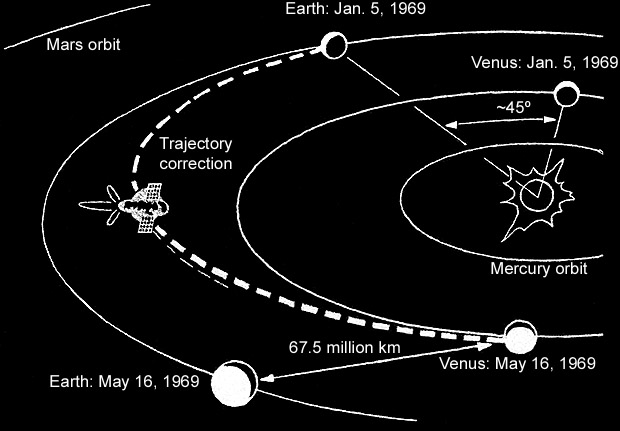 Earth: Jan. 5, 1969
Mars orbit
Venus: Jan. 5, 1969
~45º
Trajectory
correction
Mercury orbit
67.5 million km
Venus: May 16, 1969
Earth: May 16, 1969